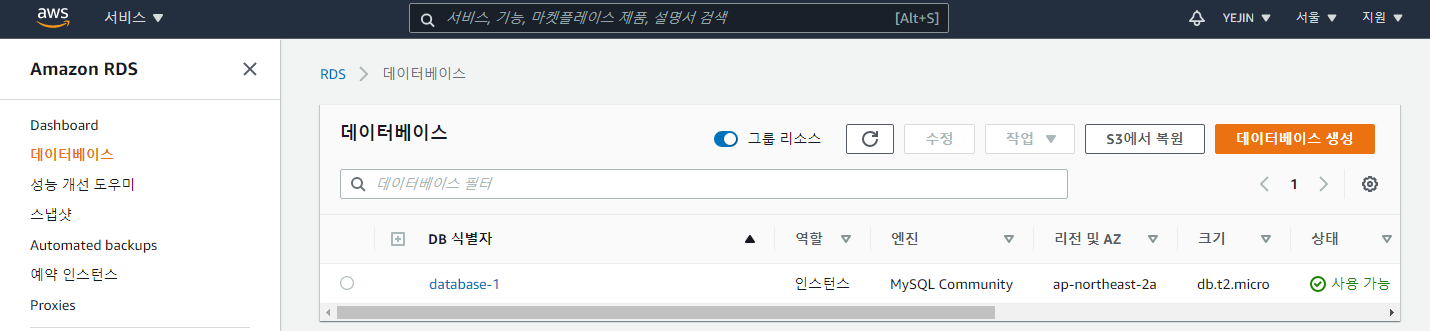 aws 서비스 서비스, 기능, 마켓플레이스 제품, 설명서 검색 [Alt+S] YEJIN 서울 지원
Amazon RDS
RDS 데이터베이스
Dashboard
데이터베이스
성능 개선 도우미
스냅샷
Automated backups
예약 인스턴스
Proxies
데이터베이스 그룹 리소스 수정 작업 S3에서 복원 데이터베이스 생성
데이터베이스 필터 1
DB 식별자 역할 엔진 리전 및 AZ 크기 상태
database-1 인스턴스 MySQL Community ap-northeast-2a db.t2.micro 사용 가능